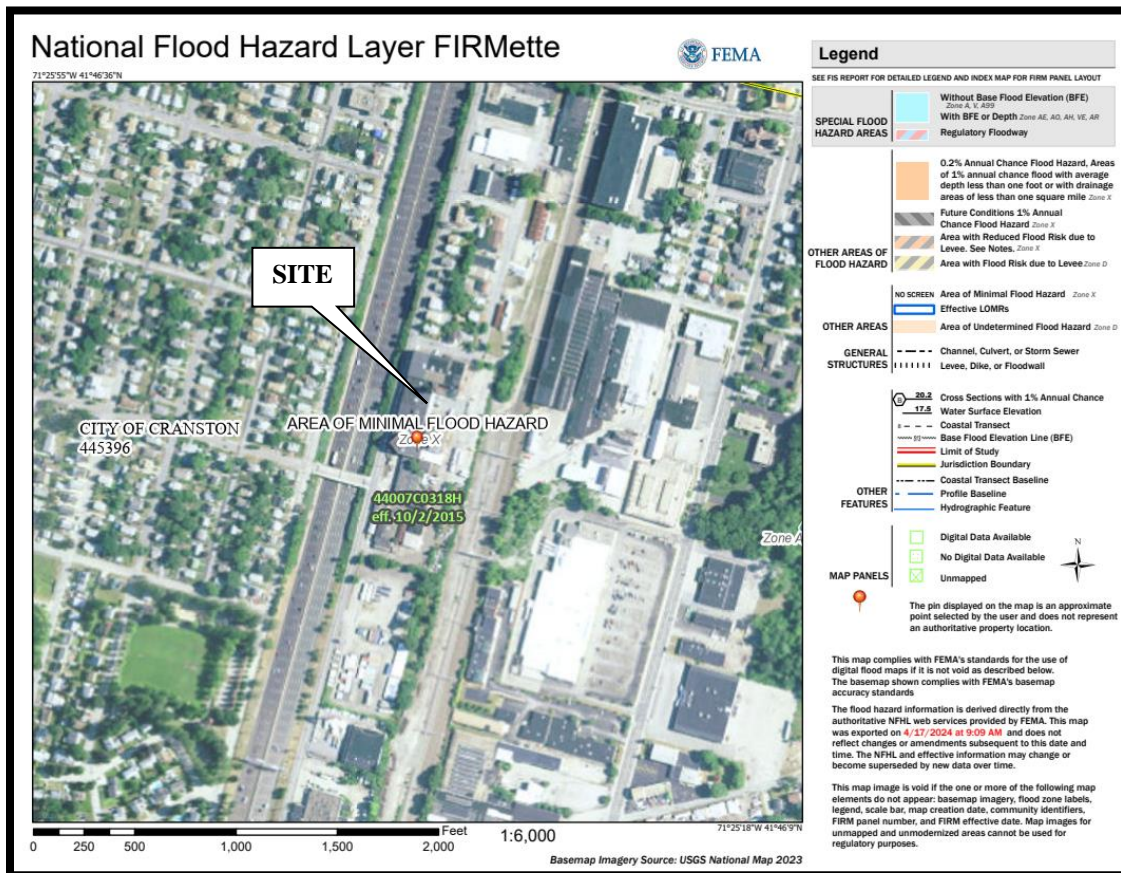 National Flood Hazard Layer FIRMette
FEMA
71°25'55"W 41°46'36"N
SITE
AREA OF MINIMAL FLOOD HAZARD
Zone X
CITY OF CRANSTON
445396
44007C0318H
eff. 10/2/2015
Zone A
Feet
1:6,000
71°25'18"W 41°46'9"N
0 250 500 1,000 1,500 2,000
Basemap Imagery Source: USGS National Map 2023
Legend
SEE FIS REPORT FOR DETAILED LEGEND AND INDEX MAP FOR FIRM PANEL LAYOUT
SPECIAL FLOOD
HAZARD AREAS
Without Base Flood Elevation (BFE)
Zone A, V, A99
With BFE or Depth Zone AE, AO, AH, VE, AR
Regulatory Floodway
0.2% Annual Chance Flood Hazard, Areas
of 1% annual chance flood with average
depth less than one foot or with drainage
areas of less than one square mile Zone X
Future Conditions 1% Annual
Chance Flood Hazard Zone X
Area with Reduced Flood Risk due to
Levee. See Notes. Zone X
Area with Flood Risk due to Levee Zone D
OTHER AREAS OF
FLOOD HAZARD
NO SCREEN Area of Minimal Flood Hazard Zone X
Effective LOMRs
Area of Undetermined Flood Hazard Zone D
OTHER AREAS
GENERAL
STRUCTURES
Channel, Culvert, or Storm Sewer
Levee, Dike, or Floodwall
B 20.2 Cross Sections with 1% Annual Chance
17.5 Water Surface Elevation
8 Coastal Transect
513 Base Flood Elevation Line (BFE)
Limit of Study
Jurisdiction Boundary
Coastal Transect Baseline
Profile Baseline
Hydrographic Feature
OTHER
FEATURES
Digital Data Available
No Digital Data Available
Unmapped
MAP PANELS
N
The pin displayed on the map is an approximate
point selected by the user and does not represent
an authoritative property location.
This map complies with FEMA's standards for the use of
digital flood maps if it is not void as described below.
The basemap shown complies with FEMA's basemap
accuracy standards
The flood hazard information is derived directly from the
authoritative NFHL web services provided by FEMA. This map
was exported on 4/17/2024 at 9:09 AM and does not
reflect changes or amendments subsequent to this date and
time. The NFHL and effective information may change or
become superseded by new data over time.
This map image is void if the one or more of the following map
elements do not appear: basemap imagery, flood zone labels,
legend, scale bar, map creation date, community identifiers,
FIRM panel number, and FIRM effective date. Map images for
unmapped and unmodernized areas cannot be used for
regulatory purposes.